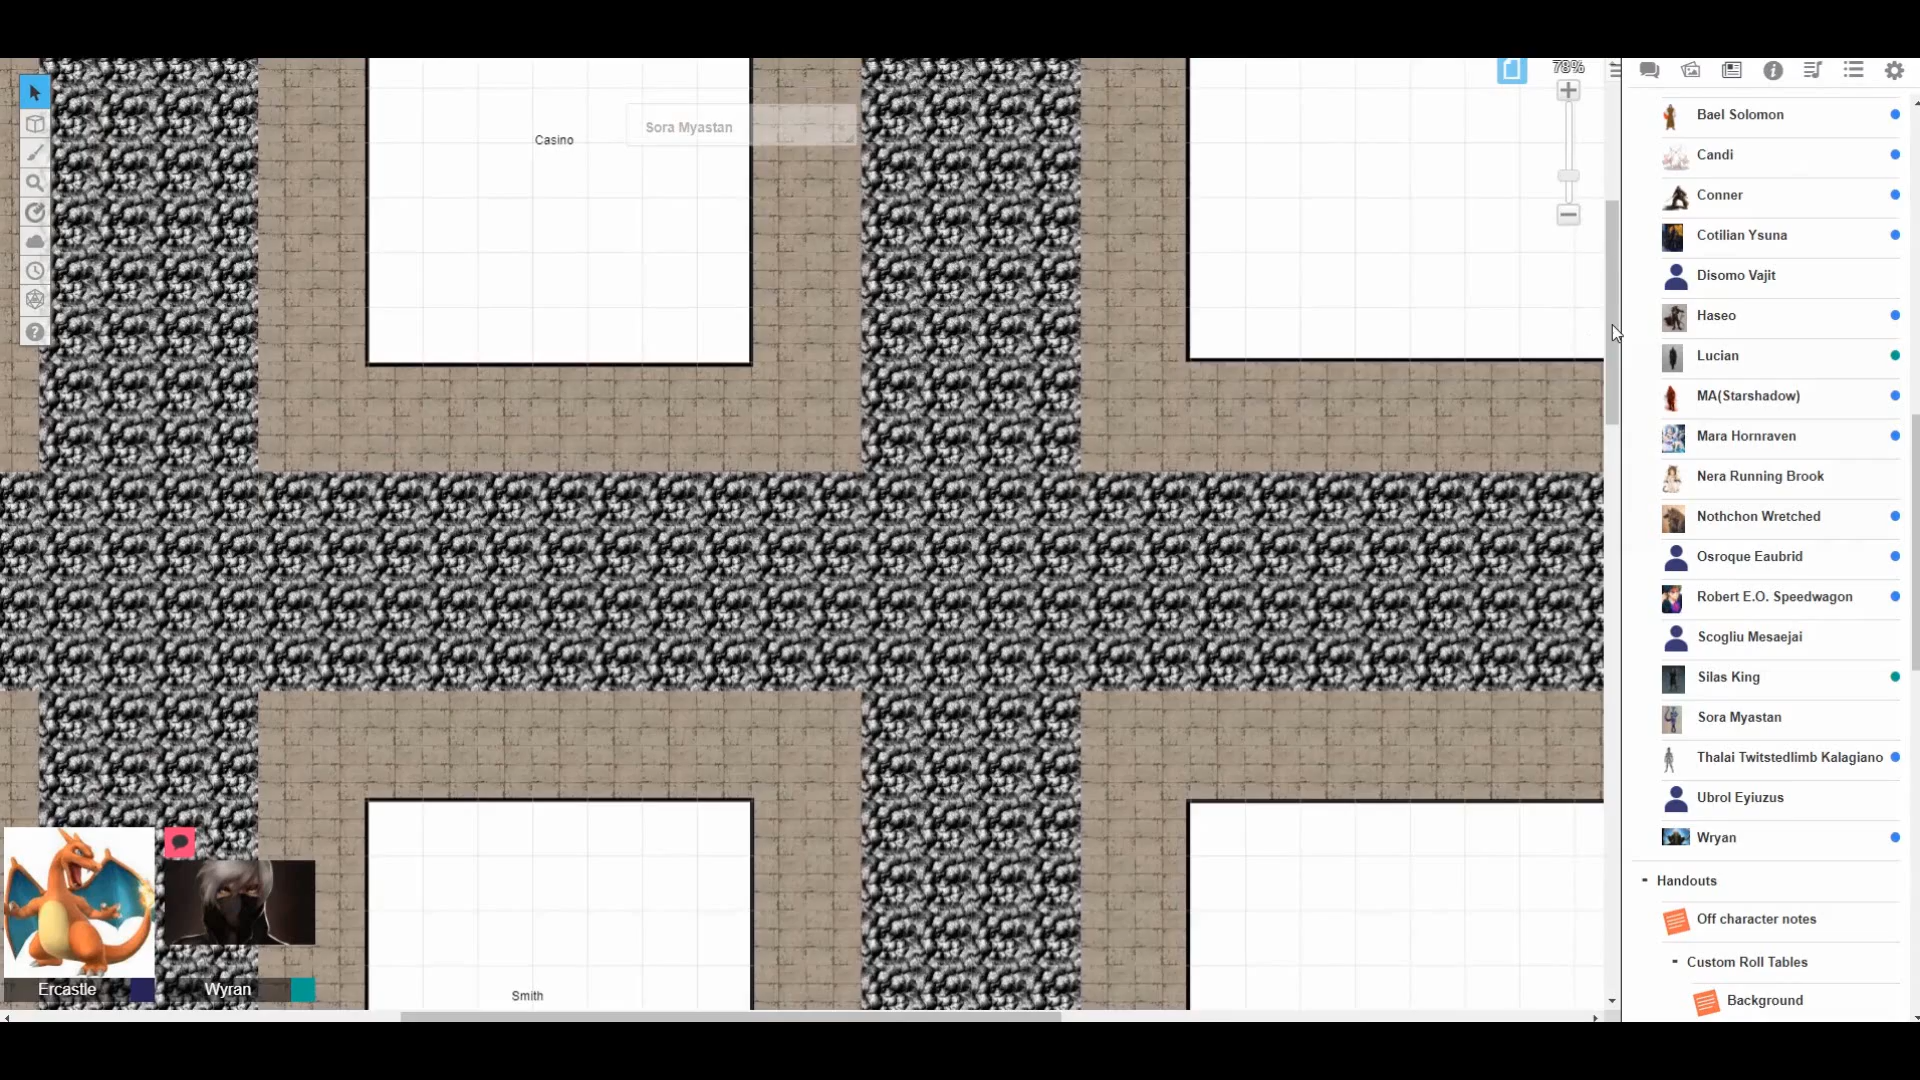 78%
Casino
Sora Myastan
Smith
Ercastle
Wyran
Bael Solomon
Candi
Conner
Cotilian Ysuna
Disomo Vajit
Haseo
Lucian
MA(Starshadow)
Mara Hornraven
Nera Running Brook
Nothchon Wretched
Osroque Eaubrid
Robert E.O. Speedwagon
Scogliu Mesaejai
Silas King
Sora Myastan
Thalai Twitstedlimb Kalagiano
Ubrol Eyiuzus
Wryan
Handouts
Off character notes
Custom Roll Tables
Background